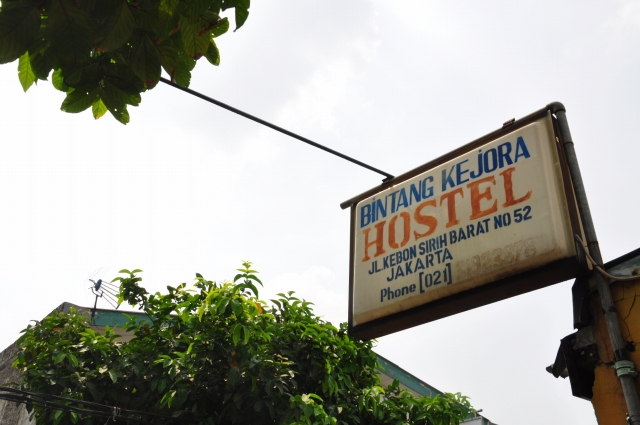 BINTANG KEJORA
HOSTEL
JL.KEBON SIRIH BARAT NO 52
JAKARTA
Phone [021]